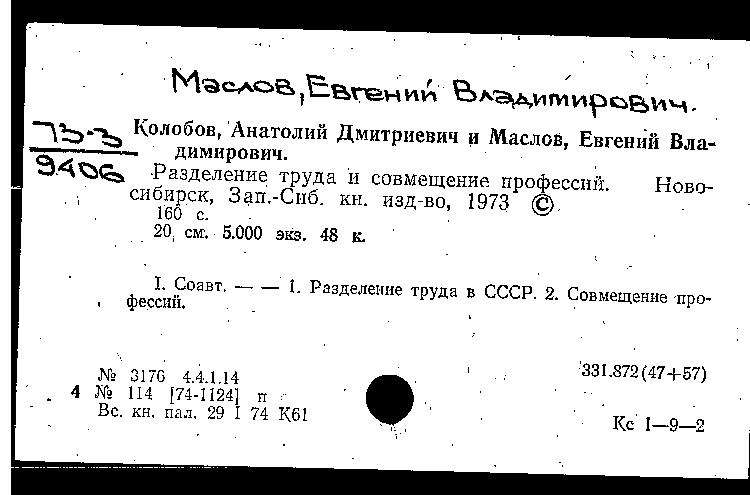 Маслов, Евгений Владимирович.
73-3
9406
Колобов, Анатолий Дмитриевич и Маслов, Евгений Вла-
димирович.
Разделение труда и совмещение профессий. Ново-
сибирск, Зап.-Сиб. кн. изд-во, 1973 ©
160 с.
20 см. 5.000 экз. 48 к.
I. Соавт. — — 1. Разделение труда в СССР. 2. Совмещение про-
фессий.
№ 3176 4.4.1.14 331.872(47+57)
4 № 114 [74-1124] п
Вс. кн. пал. 29 I 74 К61 Кс I—9—2